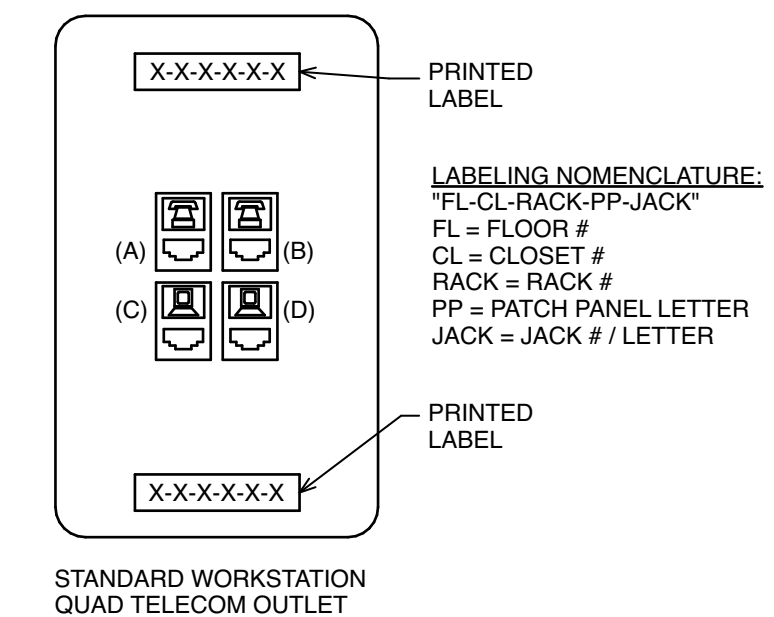 X-X-X-X-X-X
PRINTED
LABEL
LABELING NOMENCLATURE:
"FL-CL-RACK-PP-JACK"
FL = FLOOR #
CL = CLOSET #
RACK = RACK #
PP = PATCH PANEL LETTER
JACK = JACK # / LETTER
(A) (B)
(C) (D)
PRINTED
LABEL
X-X-X-X-X-X
STANDARD WORKSTATION
QUAD TELECOM OUTLET